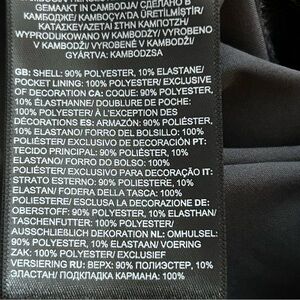 GEMAAKT IN CAMBODJA/ СДЕЛАНО В
КАМБОДЖЕ/ KAMBOÇYA'DA ÜRETİLMİŞTİR/
ΚΑΤΑΣΚΕΥΑΖΕΤΑΙ ΣΤΗΝ ΚΑΜΠΟΤΖΗ/
WYPRODUKOWANO W KAMBODŻY/ VYROBENO
V KAMBODŽI/ VYROBENÉ V KAMBODŽI/
GYÁRTVA: KAMBODZSA
GB: SHELL: 90% POLYESTER, 10% ELASTANE/
POCKET LINING: 100% POLYESTER/ EXCLUSIVE
OF DECORATION CA: COQUE: 90% POLYESTER,
10% ÉLASTHANNE/ DOUBLURE DE POCHE:
100% POLYESTER/ À L'EXCEPTION DES
DÉCORATIONS ES: ARMAZÓN: 90% POLIÉSTER,
10% ELASTANO/ FORRO DEL BOLSILLO: 100%
POLIÉSTER/ EXCLUSIVO DE DECORACIÓN PT:
TECIDO PRINCIPAL: 90% POLIÉSTER, 10%
ELASTANO/ FORRO DO BOLSO: 100%
POLIÉSTER/ EXCLUSIVO PARA DECORAÇÃO IT:
STRATO ESTERNO: 90% POLIESTERE, 10%
ELASTAN/ FODERA DELLA TASCA: 100%
POLIESTERE/ ESCLUSA LA DECORAZIONE DE:
OBERSTOFF: 90% POLYESTER, 10% ELASTHAN/
TASCHENFUTTER: 100% POLYESTER/
AUSSCHLIEßLICH DEKORATION NL: OMHULSEL:
90% POLYESTER, 10% ELASTAAN/ VOERING
ZAK: 100% POLYESTER/ EXCLUSIEF
VERSIERING RU: ВЕРХ: 90% ПОЛИЭСТЕР, 10%
ЭЛАСТАН/ ПОДКЛАДКА КАРМАНА: 100%